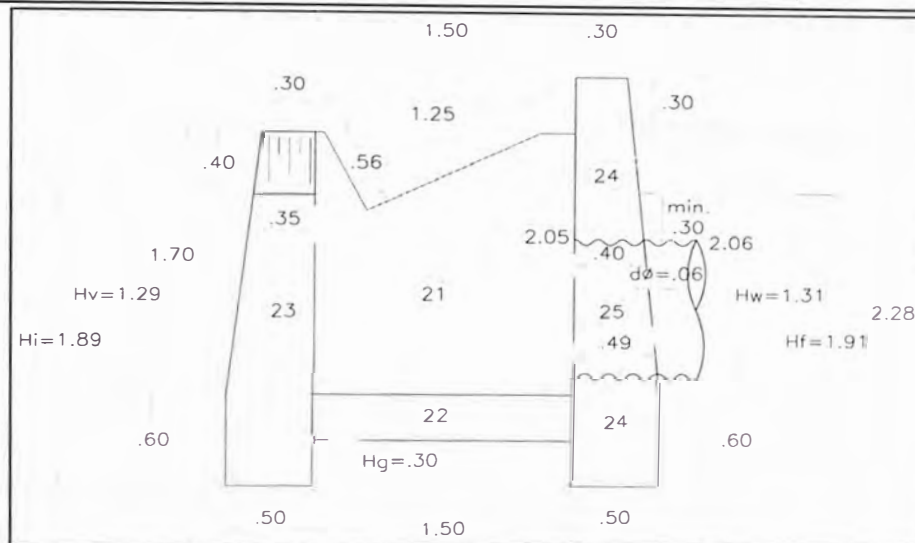 1.50 .30
.30
.30
1.25
.40 .56
24
min.
.35 .30
2.05 2.06
.40
1.70
dø=.06
Hv=1.29 21 Hw=1.31
23 25 2.28
Hi=1.89 .49 Hf=1.91
22 24
.60 .60
Hg=.30
.50 .50
1.50